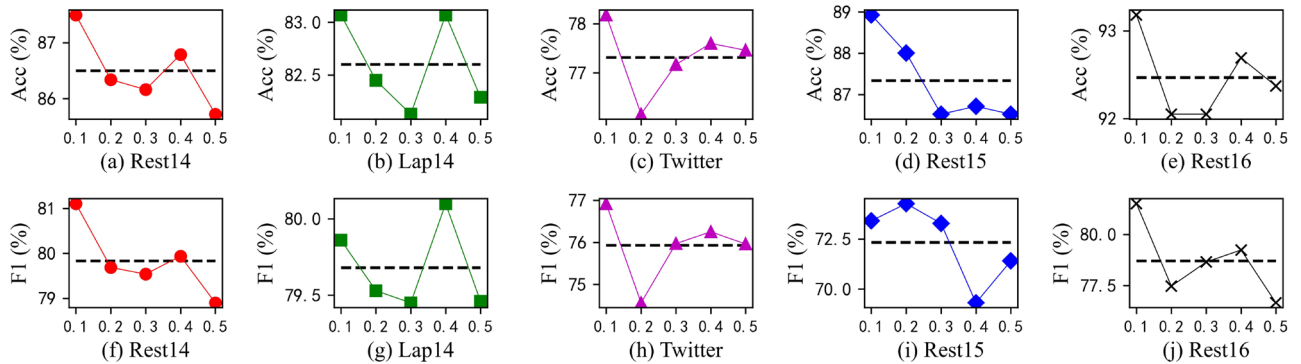 87
86
Acc (%)
0.1 0.2 0.3 0.4 0.5
(a) Rest14
83.0
82.5
Acc (%)
0.1 0.2 0.3 0.4 0.5
(b) Lap14
78
77
Acc (%)
0.1 0.2 0.3 0.4 0.5
(c) Twitter
89
88
87
Acc (%)
0.1 0.2 0.3 0.4 0.5
(d) Rest15
93
92
Acc (%)
0.1 0.2 0.3 0.4 0.5
(e) Rest16
81
80
79
F1 (%)
0.1 0.2 0.3 0.4 0.5
(f) Rest14
80.0
79.5
F1 (%)
0.1 0.2 0.3 0.4 0.5
(g) Lap14
77
76
75
F1 (%)
0.1 0.2 0.3 0.4 0.5
(h) Twitter
72.5
70.0
F1 (%)
0.1 0.2 0.3 0.4 0.5
(i) Rest15
80.0
77.5
F1 (%)
0.1 0.2 0.3 0.4 0.5
(j) Rest16